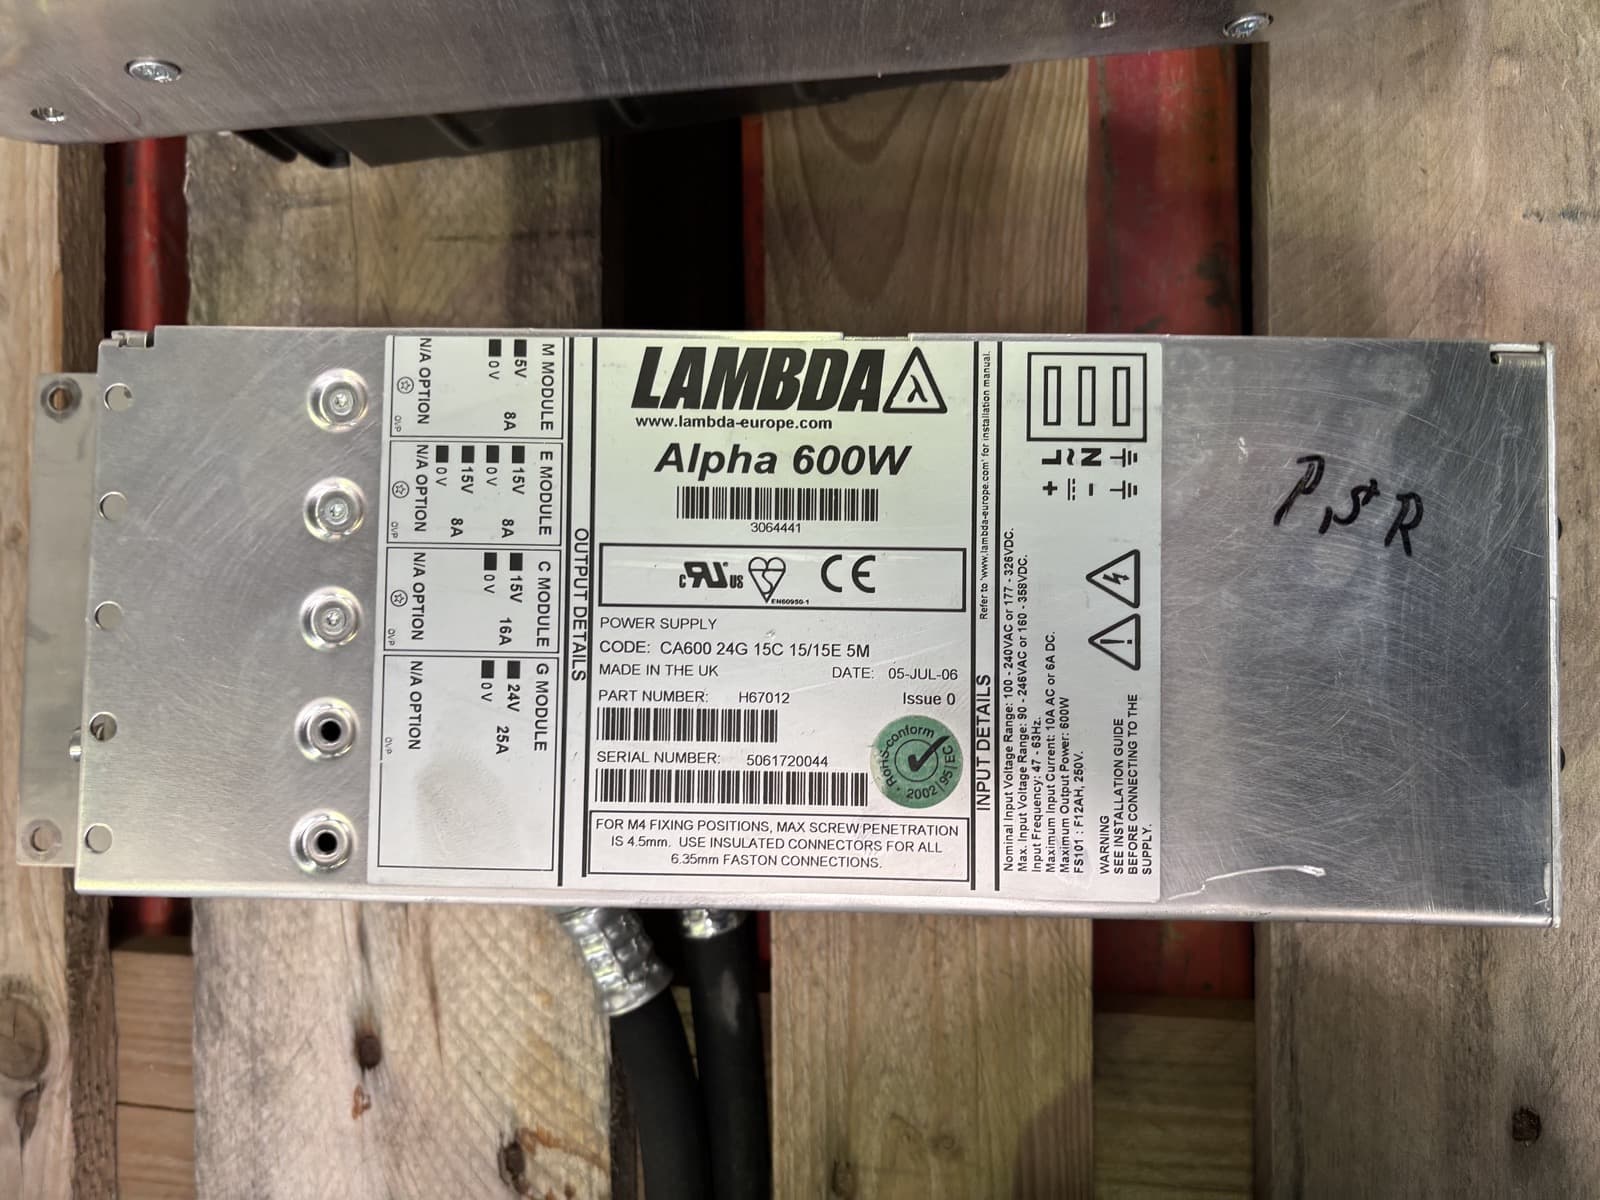 LAMBDA λ
www.lambda-europe.com
Alpha 600W
3064441
c RU US CE
EN60950-1
POWER SUPPLY
CODE: CA600 24G 15C 15/15E 5M
MADE IN THE UK DATE: 05-JUL-06
PART NUMBER: H67012 Issue 0
SERIAL NUMBER: 5061720044
RoHS-conform
2002/95/EC
FOR M4 FIXING POSITIONS, MAX SCREW PENETRATION
IS 4.5mm. USE INSULATED CONNECTORS FOR ALL
6.35mm FASTON CONNECTIONS.
OUTPUT DETAILS
M MODULE
5V 8A
0V
N/A OPTION
OVP
E MODULE
15V 8A
0V
15V 8A
0V
N/A OPTION
OVP
C MODULE
15V 16A
0V
N/A OPTION
OVP
G MODULE
24V 25A
0V
N/A OPTION
OVP
INPUT DETAILS
Refer to 'www.lambda-europe.com' for installation manual.
Nominal Input Voltage Range: 100 - 240VAC or 177 - 326VDC.
Max. Input Voltage Range: 90 - 246VAC or 160 - 358VDC.
Input Frequency: 47 - 63Hz.
Maximum Input Current: 10A AC or 6A DC.
Maximum Output Power: 600W
FS101 : F12AH, 250V.
L N
+ -
WARNING
SEE INSTALLATION GUIDE
BEFORE CONNECTING TO THE
SUPPLY.